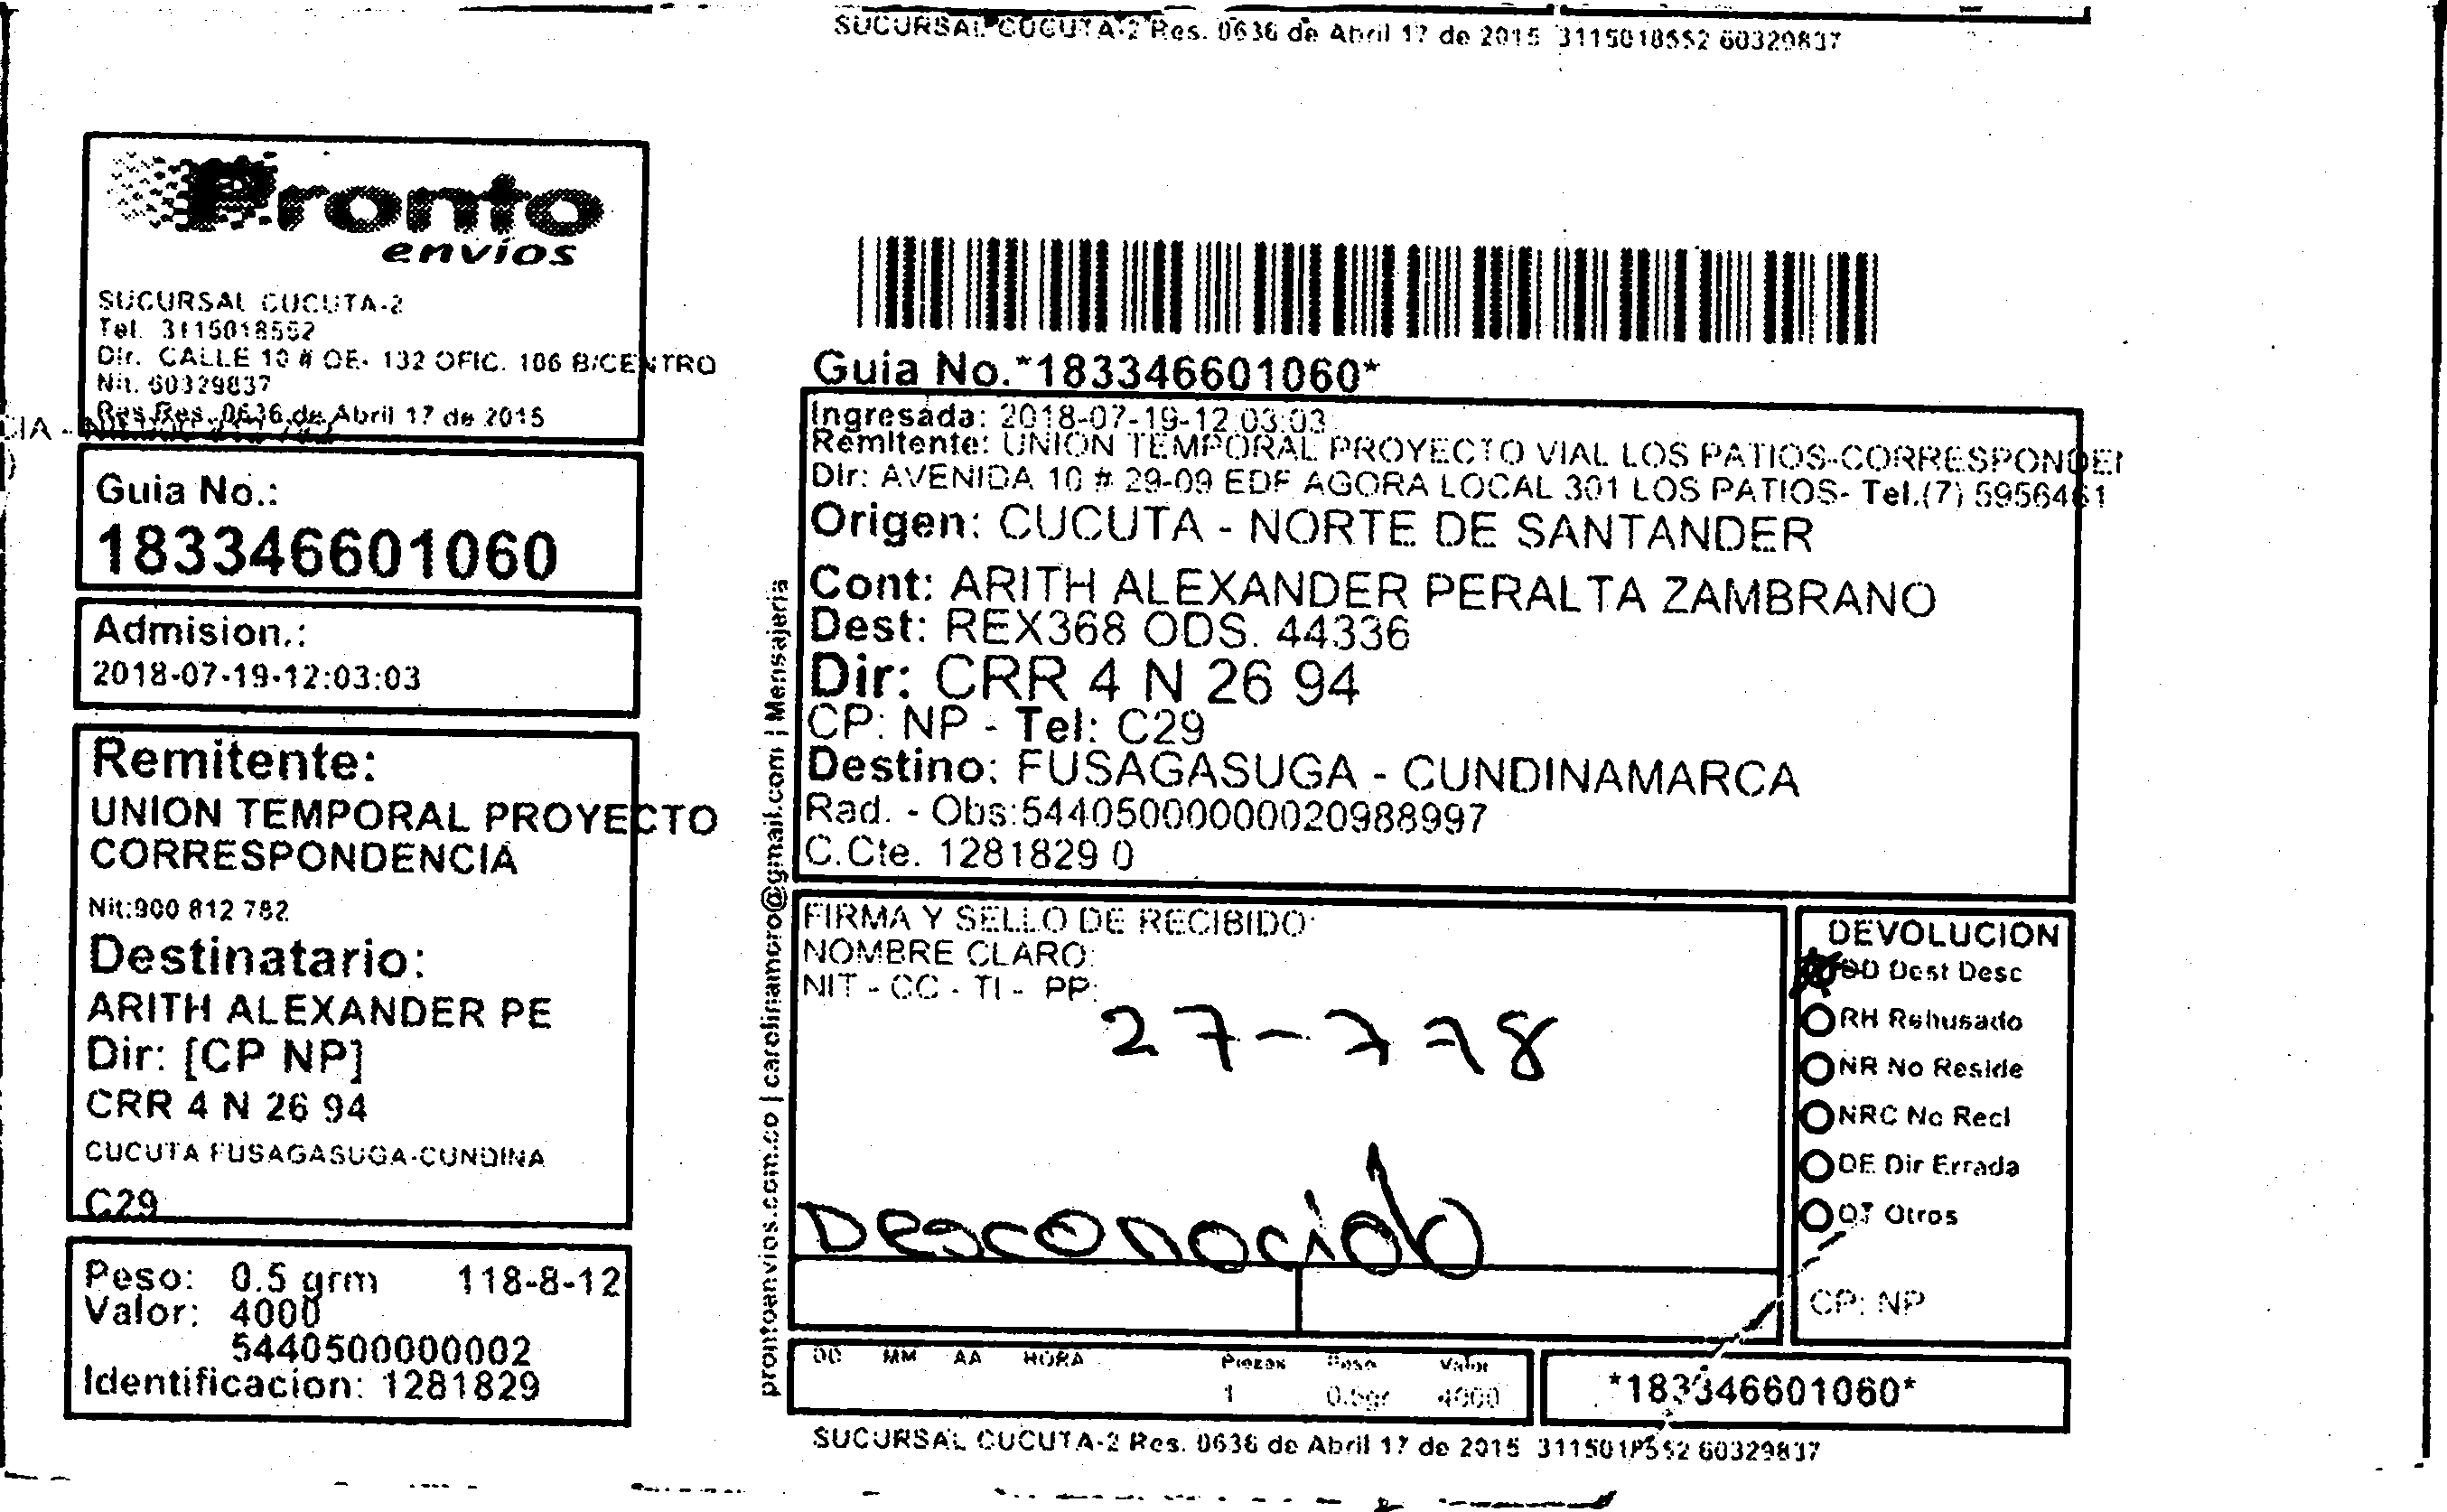 SUCURSAL CUCUTA-2 Res. 0636 de Abril 17 de 2015 3115018552 60329837
Pronto
envíos
SUCURSAL CUCUTA-2
Tel. 3115018552
Dir. CALLE 10 # OE- 132 OFIC. 106 B/CENTRO
Nit. 60329837
Res.Res. 0636 de Abril 17 de 2015
Guia No.:
183346601060
Admision.:
2018-07-19-12:03:03
Remitente:
UNION TEMPORAL PROYECTO
CORRESPONDENCIA
Nit:900 812 782
Destinatario:
ARITH ALEXANDER PE
Dir: [CP NP]
CRR 4 N 26 94
CUCUTA FUSAGASUGA-CUNDINA
C29
Peso: 0.5 grm 118-8-12
Valor: 4000
5440500000002
Identificacion: 1281829
prontoenvios.com.co | carolinancro@gmail.com | Mensajeria
Guia No.*183346601060*
Ingresada: 2018-07-19-12:03:03
Remitente: UNION TEMPORAL PROYECTO VIAL LOS PATIOS-CORRESPONDEN
Dir: AVENIDA 10 # 29-09 EDF AGORA LOCAL 301 LOS PATIOS- Tel.(7) 5956461
Origen: CUCUTA - NORTE DE SANTANDER
Cont: ARITH ALEXANDER PERALTA ZAMBRANO
Dest: REX368 ODS. 44336
Dir: CRR 4 N 26 94
CP: NP - Tel: C29
Destino: FUSAGASUGA - CUNDINAMARCA
Rad. - Obs:544050000000020988997
C.Cte. 1281829 0
FIRMA Y SELLO DE RECIBIDO:
NOMBRE CLARO:
NIT - CC - TI - PP:
27-7-18
Desconocido
DEVOLUCION
DD Dest Desc
RH Rehusado
NR No Reside
NRC No Recl
DE Dir Errada
OT Otros
CP: NP
DD MM AA HORA Piezas Peso Valor
1 0.5gr 4000
*183346601060*
SUCURSAL CUCUTA-2 Res. 0636 de Abril 17 de 2015 3115018552 60329837